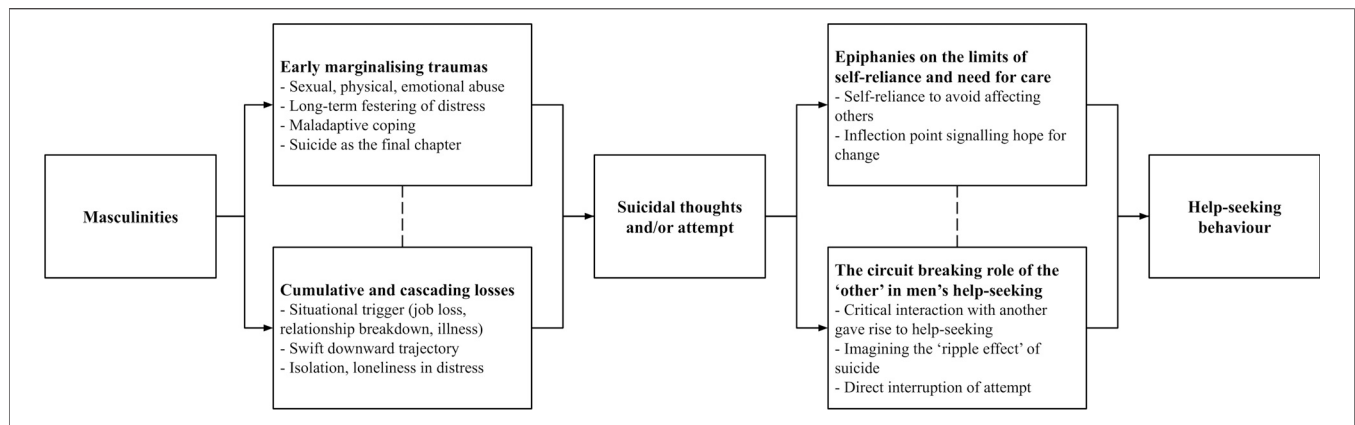 Masculinities
Early marginalising traumas
- Sexual, physical, emotional abuse
- Long-term festering of distress
- Maladaptive coping
- Suicide as the final chapter
Cumulative and cascading losses
- Situational trigger (job loss,
relationship breakdown, illness)
- Swift downward trajectory
- Isolation, loneliness in distress
Suicidal thoughts
and/or attempt
Epiphanies on the limits of
self-reliance and need for care
- Self-reliance to avoid affecting
others
- Inflection point signalling hope for
change
The circuit breaking role of the
‘other’ in men’s help-seeking
- Critical interaction with another
gave rise to help-seeking
- Imagining the ‘ripple effect’ of
suicide
- Direct interruption of attempt
Help-seeking
behaviour